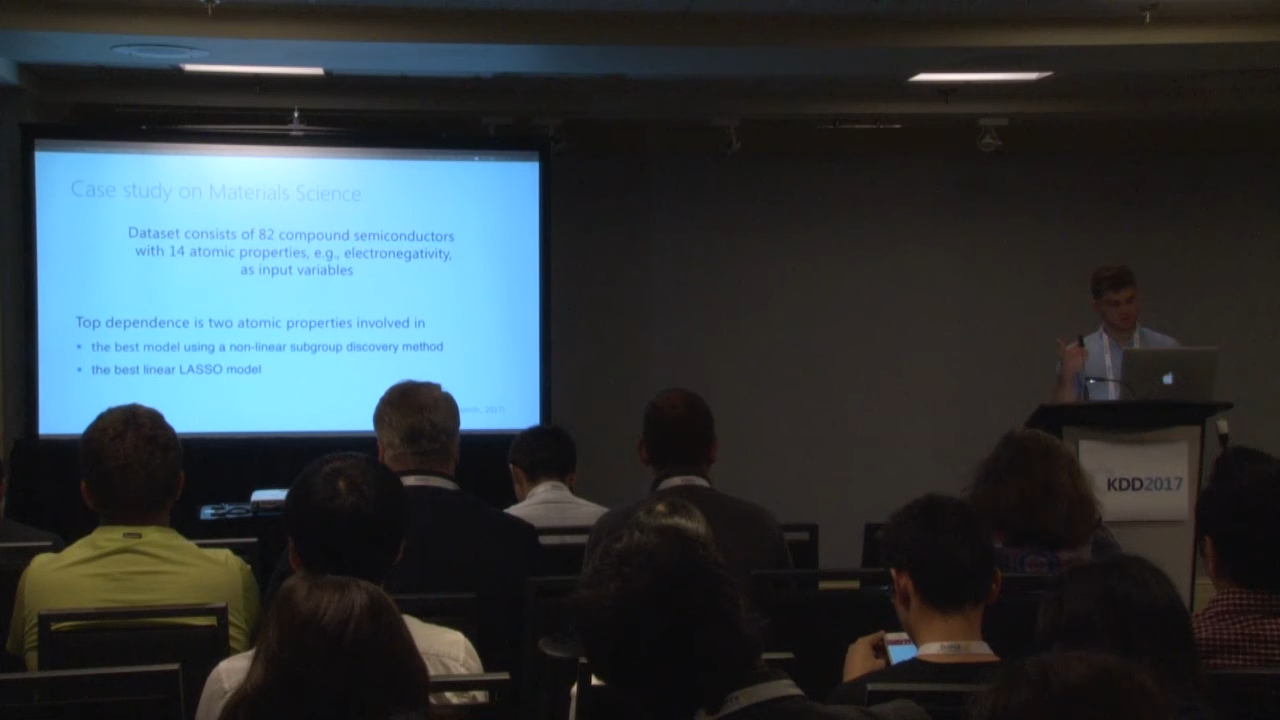 Case study on Materials Science
Dataset consists of 82 compound semiconductors
with 14 atomic properties, e.g., electronegativity,
as input variables
Top dependence is two atomic properties involved in
• the best model using a non-linear subgroup discovery method
• the best linear LASSO model
2017)
KDD2017